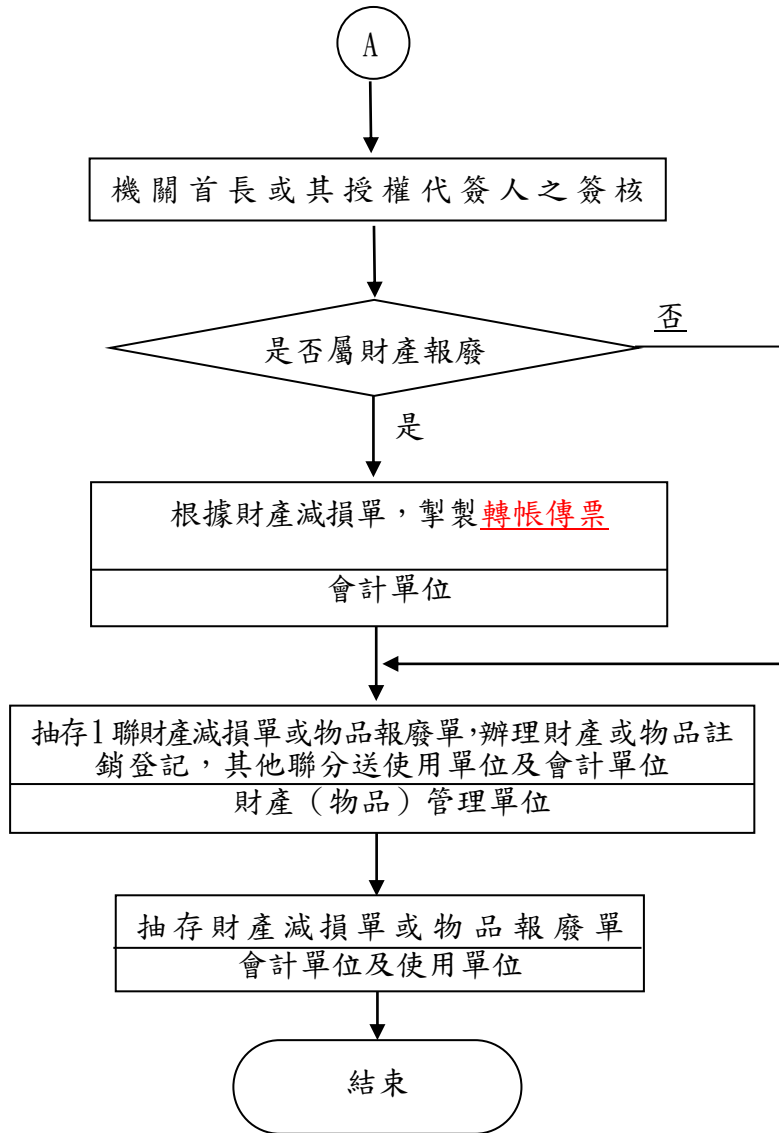 A
機關首長或其授權代簽人之簽核
否
是否屬財產報廢
是
根據財產減損單，掣製轉帳傳票
會計單位
抽存1聯財產減損單或物品報廢單，辦理財產或物品註
銷登記，其他聯分送使用單位及會計單位
財產（物品）管理單位
抽存財產減損單或物品報廢單
會計單位及使用單位
結束